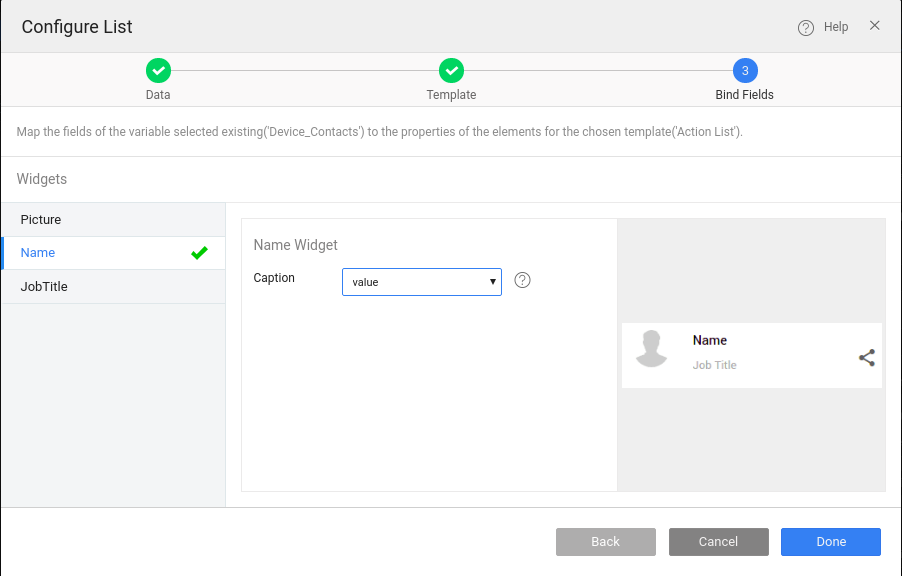 Configure List
Help
3
Data
Template
Bind Fields
Map the fields of the variable selected existing('Device_Contacts') to the properties of the elements for the chosen template('Action List').
Widgets
Picture
Name
JobTitle
Name Widget
Caption
value
?
Name
Job Title
Back
Cancel
Done